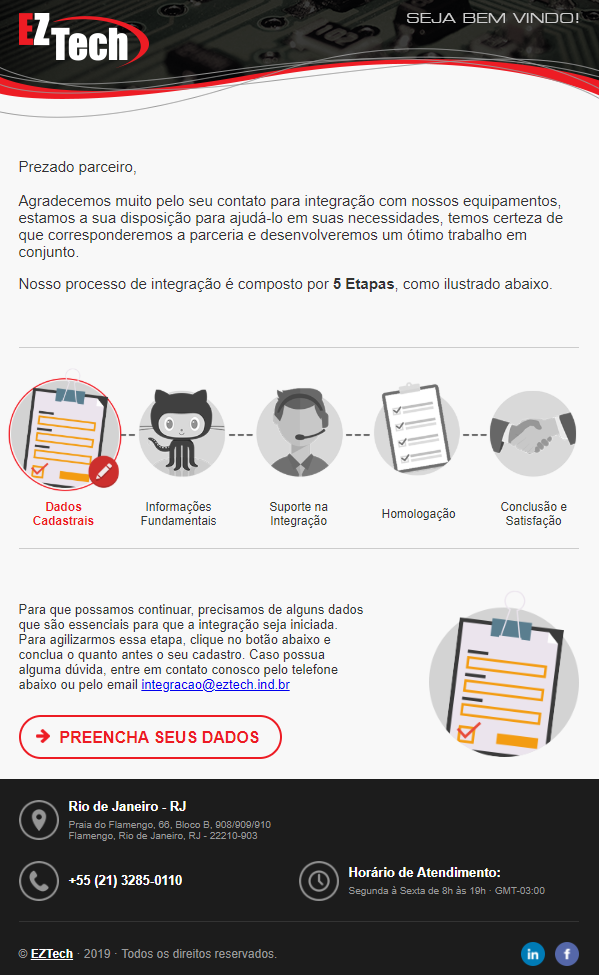 EZTech
SEJA BEM VINDO!
Prezado parceiro,
Agradecemos muito pelo seu contato para integração com nossos equipamentos,
estamos a sua disposição para ajudá-lo em suas necessidades, temos certeza de
que corresponderemos a parceria e desenvolveremos um ótimo trabalho em
conjunto.
Nosso processo de integração é composto por 5 Etapas, como ilustrado abaixo.
Dados
Cadastrais
Informações
Fundamentais
Suporte na
Integração
Homologação
Conclusão e
Satisfação
Para que possamos continuar, precisamos de alguns dados
que são essenciais para que a integração seja iniciada.
Para agilizarmos essa etapa, clique no botão abaixo e
conclua o quanto antes o seu cadastro. Caso possua
alguma dúvida, entre em contato conosco pelo telefone
abaixo ou pelo email integracao@eztech.ind.br
PREENCHA SEUS DADOS
Rio de Janeiro - RJ
Praia do Flamengo, 66, Bloco B, 908/909/910
Flamengo, Rio de Janeiro, RJ - 22210-903
+55 (21) 3285-0110
Horário de Atendimento:
Segunda à Sexta de 8h às 19h · GMT-03:00
© EZTech · 2019 · Todos os direitos reservados.
in
f